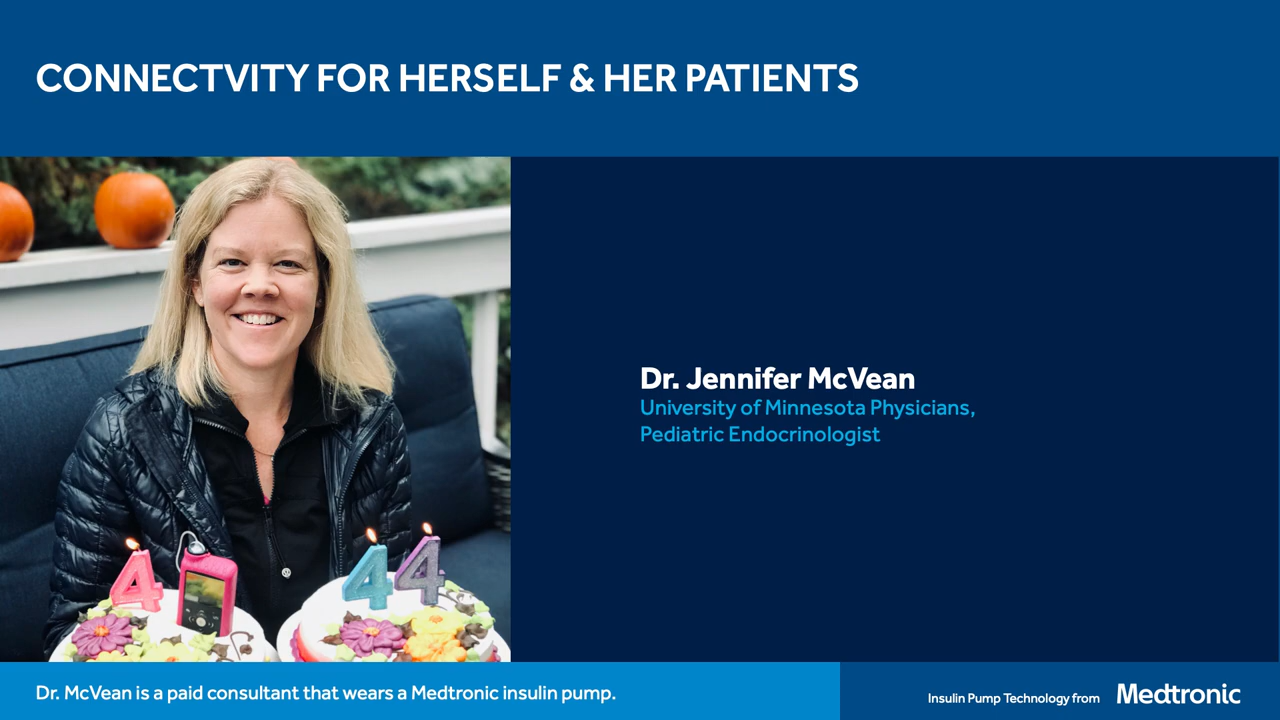 CONNECTVITY FOR HERSELF & HER PATIENTS
Dr. Jennifer McVean
University of Minnesota Physicians,
Pediatric Endocrinologist
4
44
Dr. McVean is a paid consultant that wears a Medtronic insulin pump.
Insulin Pump Technology from Medtronic